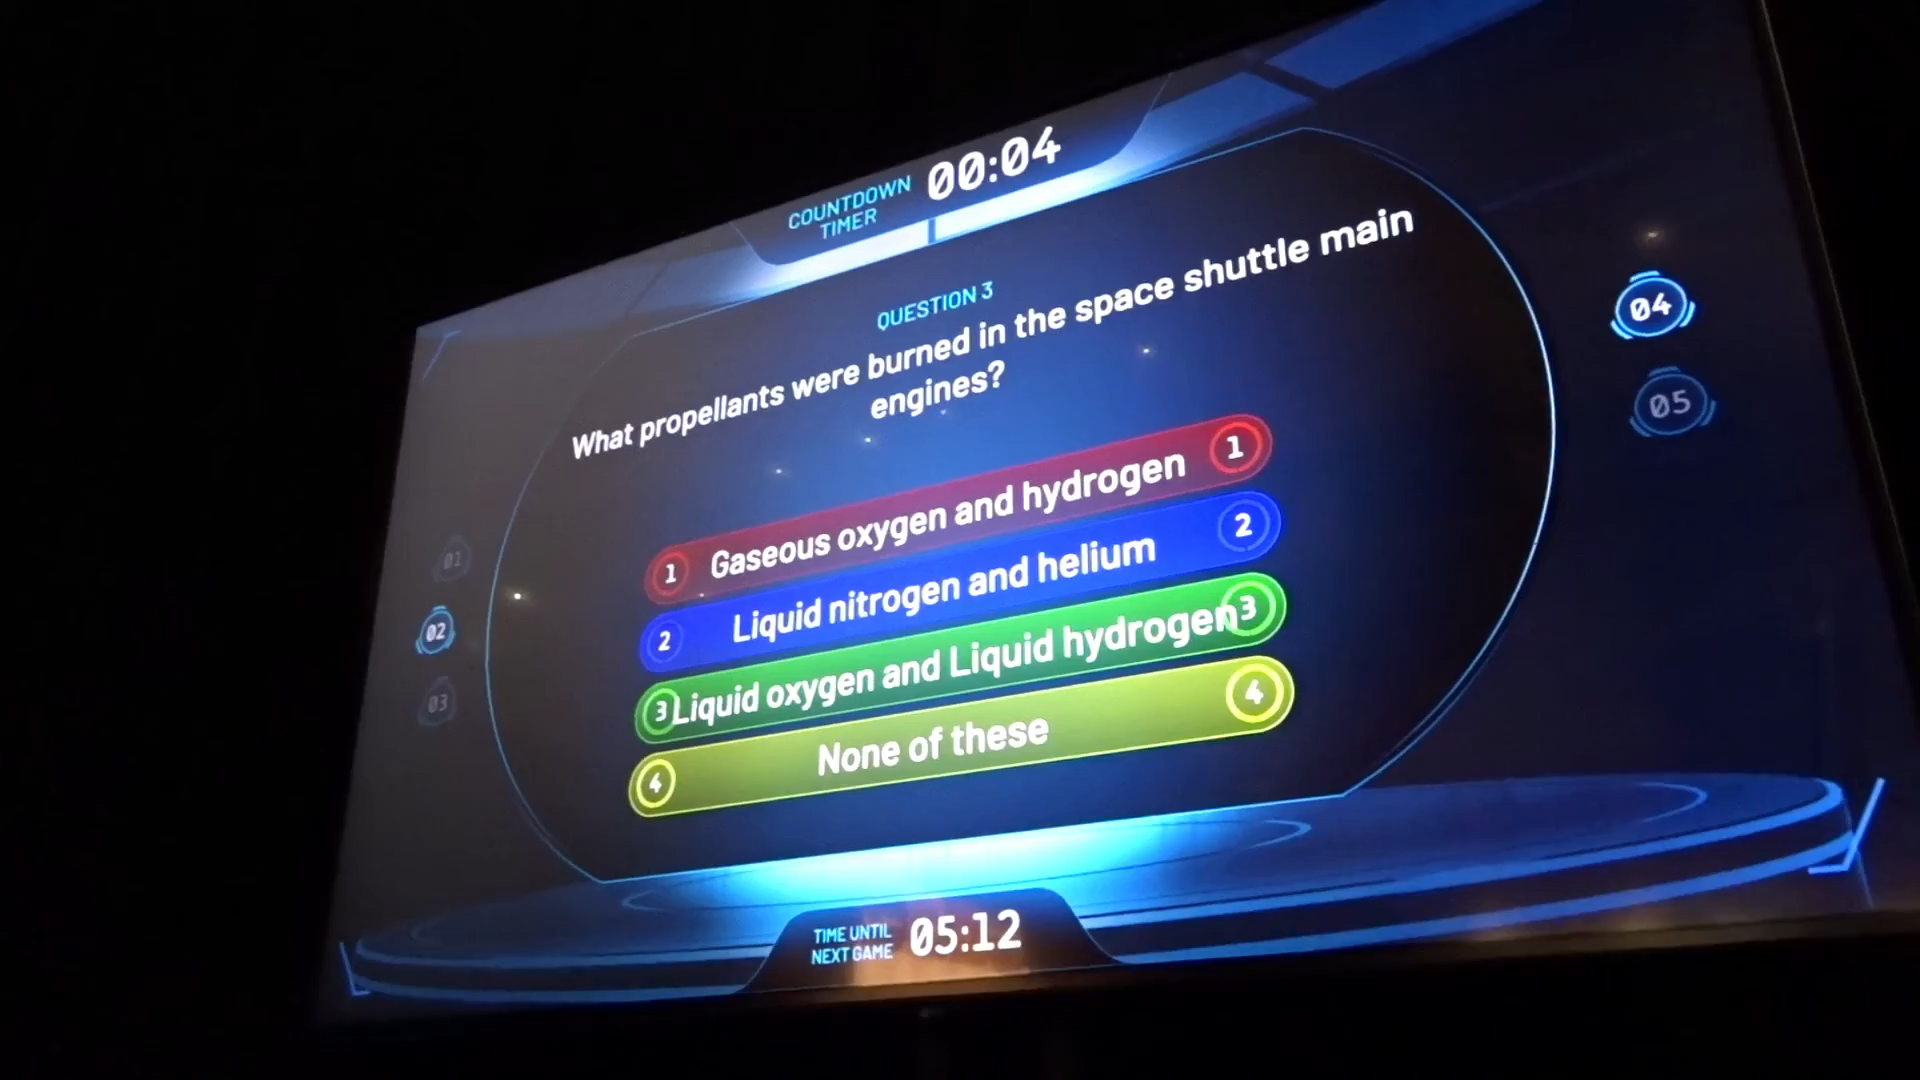 COUNTDOWN
TIMER
00:04
QUESTION 3
What propellants were burned in the space shuttle main
engines?
1 Gaseous oxygen and hydrogen 1
2 Liquid nitrogen and helium 2
3 Liquid oxygen and Liquid hydrogen 3
4 None of these 4
01
02
03
04
05
TIME UNTIL
NEXT GAME
05:12